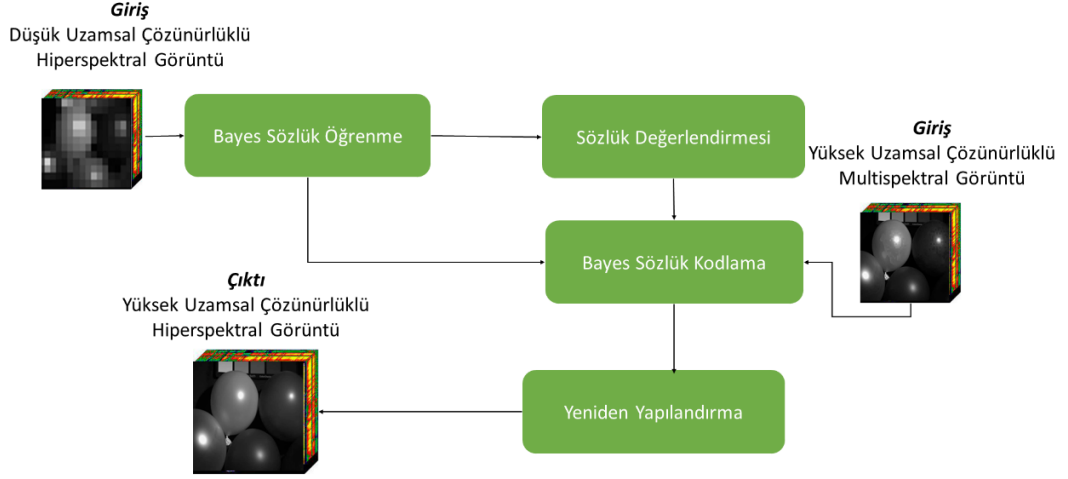 Giriş
Düşük Uzamsal Çözünürlüklü
Hiperspektral Görüntü
Bayes Sözlük Öğrenme
Sözlük Değerlendirmesi
Giriş
Yüksek Uzamsal Çözünürlüklü
Multispektral Görüntü
Bayes Sözlük Kodlama
Çıktı
Yüksek Uzamsal Çözünürlüklü
Hiperspektral Görüntü
Yeniden Yapılandırma